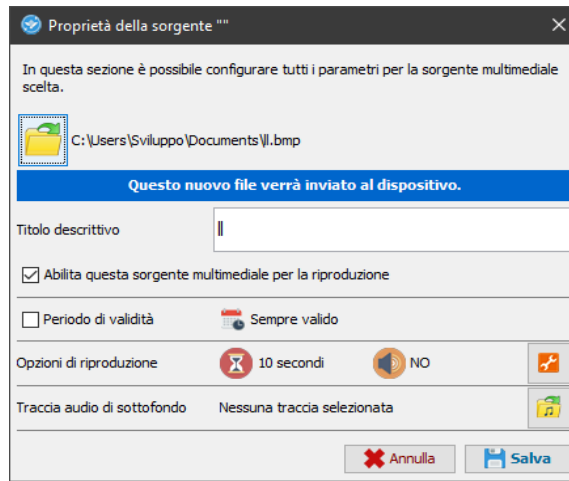 Proprietà della sorgente ""
In questa sezione è possibile configurare tutti i parametri per la sorgente multimediale
scelta.
C:\Users\Sviluppo\Documents\ll.bmp
Questo nuovo file verrà inviato al dispositivo.
Titolo descrittivo ll
Abilita questa sorgente multimediale per la riproduzione
Periodo di validità Sempre valido
Opzioni di riproduzione 10 secondi NO
Traccia audio di sottofondo Nessuna traccia selezionata
Annulla Salva